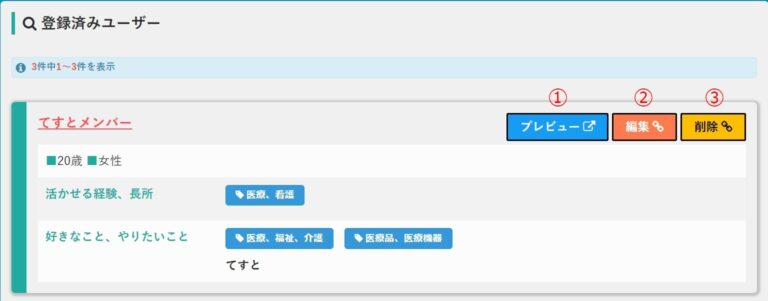 登録済みユーザー
3件中1～3件を表示
① ② ③
てすとメンバー プレビュー 編集 削除
■20歳 ■女性
活かせる経験、長所 医療、看護
好きなこと、やりたいこと 医療、福祉、介護 医療品、医療機器
てすと